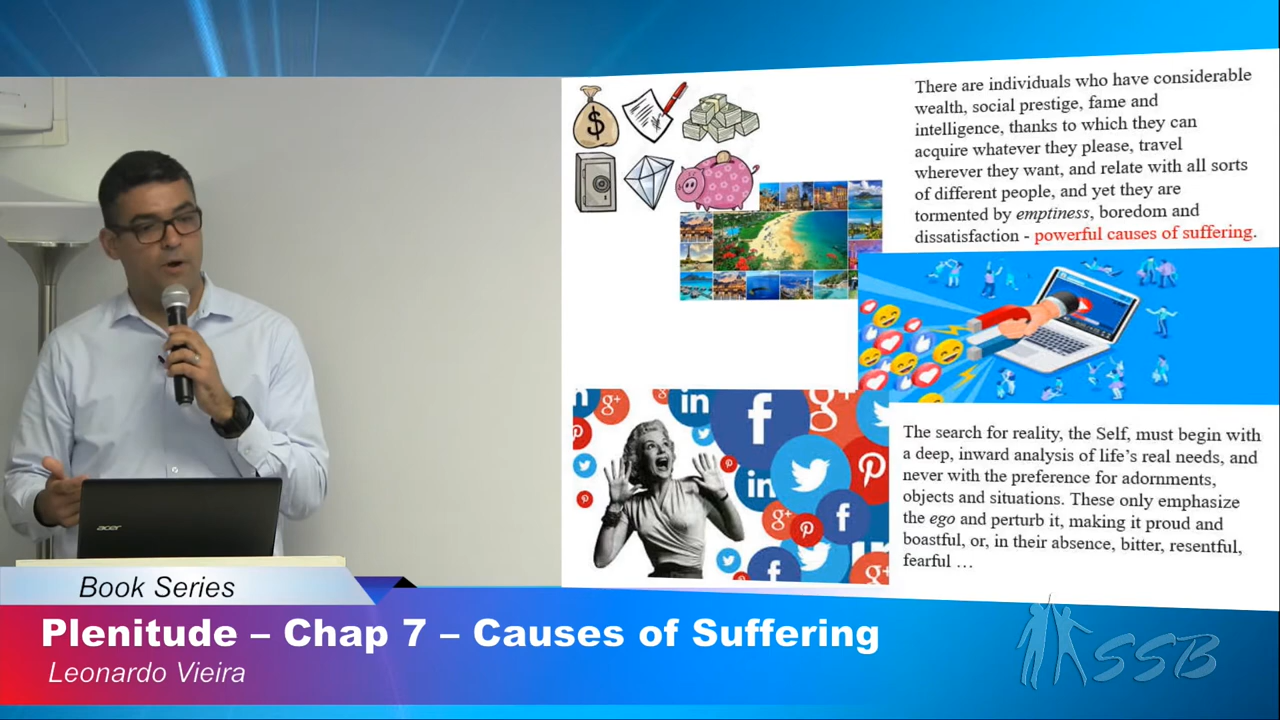 There are individuals who have considerable
wealth, social prestige, fame and
intelligence, thanks to which they can
acquire whatever they please, travel
wherever they want, and relate with all sorts
of different people, and yet they are
tormented by emptiness, boredom and
dissatisfaction - powerful causes of suffering.
$
in
g+
in
f
g+
in
f
g+
in
f
g+
The search for reality, the Self, must begin with
a deep, inward analysis of life’s real needs, and
never with the preference for adornments,
objects and situations. These only emphasize
the ego and perturb it, making it proud and
boastful, or, in their absence, bitter, resentful,
fearful …
acer
Book Series
Plenitude – Chap 7 – Causes of Suffering
Leonardo Vieira
SSB